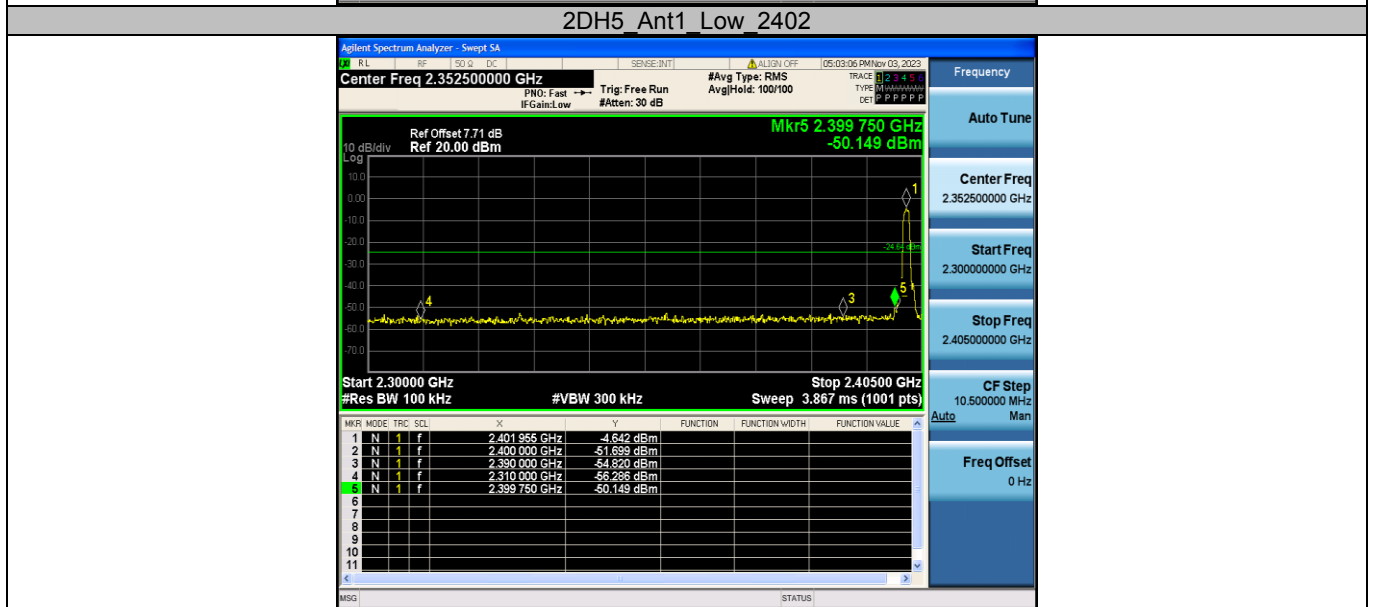 2DH5_Ant1_Low_2402
Agilent Spectrum Analyzer - Swept SA
RL RF 50 Ω DC SENSE:INT ALIGN OFF 05:03:06 PMNov 03, 2023
Center Freq 2.352500000 GHz
PNO: Fast
IFGain:Low
Trig: Free Run
#Atten: 30 dB
#Avg Type: RMS
Avg|Hold: 100/100
TRACE 1 2 3 4 5 6
TYPE M
DET P P P P P P
Frequency
Auto Tune
Mkr5 2.399 750 GHz
-50.149 dBm
Ref Offset 7.71 dB
10 dB/div Ref 20.00 dBm
Log
10.0
0.00
-10.0
-20.0
-30.0
-40.0
-50.0
-60.0
-70.0
1
-24.64 dBm
5
3
4
Center Freq
2.352500000 GHz
Start Freq
2.300000000 GHz
Stop Freq
2.405000000 GHz
Start 2.30000 GHz Stop 2.40500 GHz
#Res BW 100 kHz #VBW 300 kHz Sweep 3.867 ms (1001 pts)
CF Step
10.500000 MHz
Auto Man
Freq Offset
0 Hz
MKR MODE TRC SCL X Y FUNCTION FUNCTION WIDTH FUNCTION VALUE
1 N 1 f 2.401 955 GHz -4.642 dBm
2 N 1 f 2.400 000 GHz -51.699 dBm
3 N 1 f 2.390 000 GHz -54.820 dBm
4 N 1 f 2.310 000 GHz -56.286 dBm
5 N 1 f 2.399 750 GHz -50.149 dBm
6
7
8
9
10
11
MSG STATUS